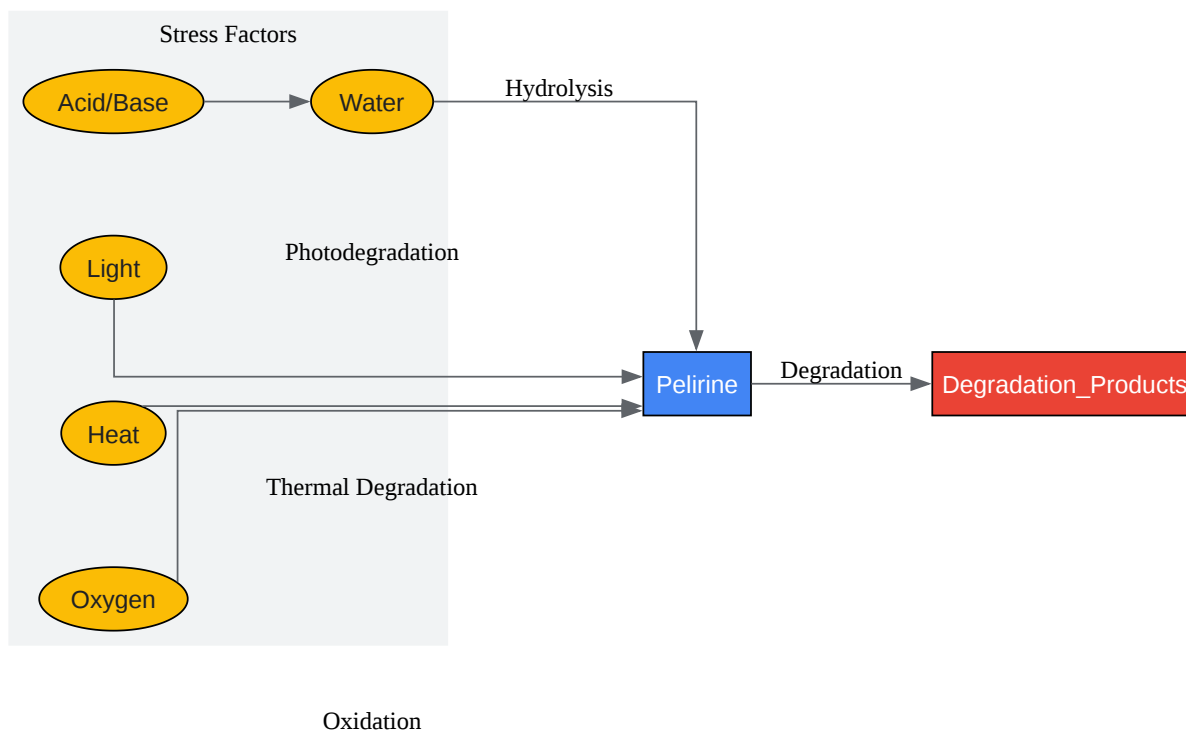 Stress Factors
Acid/Base
Water
Hydrolysis
Light
Photodegradation
Pelirine
Degradation
Degradation_Products
Heat
Thermal Degradation
Oxygen
Oxidation